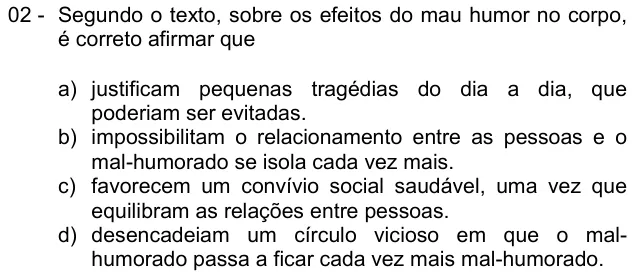 02 - Segundo o texto, sobre os efeitos do mau humor no corpo,
é correto afirmar que
a) justificam pequenas tragédias do dia a dia, que
poderiam ser evitadas.
b) impossibilitam o relacionamento entre as pessoas e o
mal-humorado se isola cada vez mais.
c) favorecem um convívio social saudável, uma vez que
equilibram as relações entre pessoas.
d) desencadeiam um círculo vicioso em que o mal-
humorado passa a ficar cada vez mais mal-humorado.